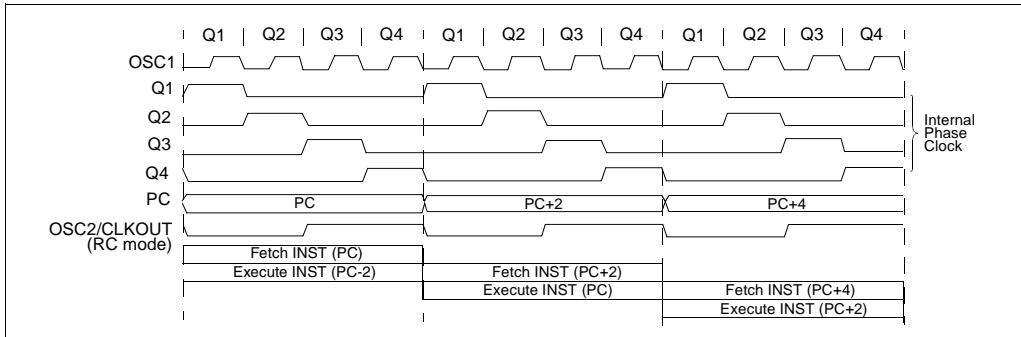 Q1 | Q2 | Q3 | Q4 | Q1 | Q2 | Q3 | Q4 | Q1 | Q2 | Q3 | Q4
OSC1
Q1
Q2
Q3
Q4
Internal
Phase
Clock
PC
PC
PC+2
PC+4
OSC2/CLKOUT
(RC mode)
Fetch INST (PC)
Execute INST (PC-2)
Fetch INST (PC+2)
Execute INST (PC)
Fetch INST (PC+4)
Execute INST (PC+2)